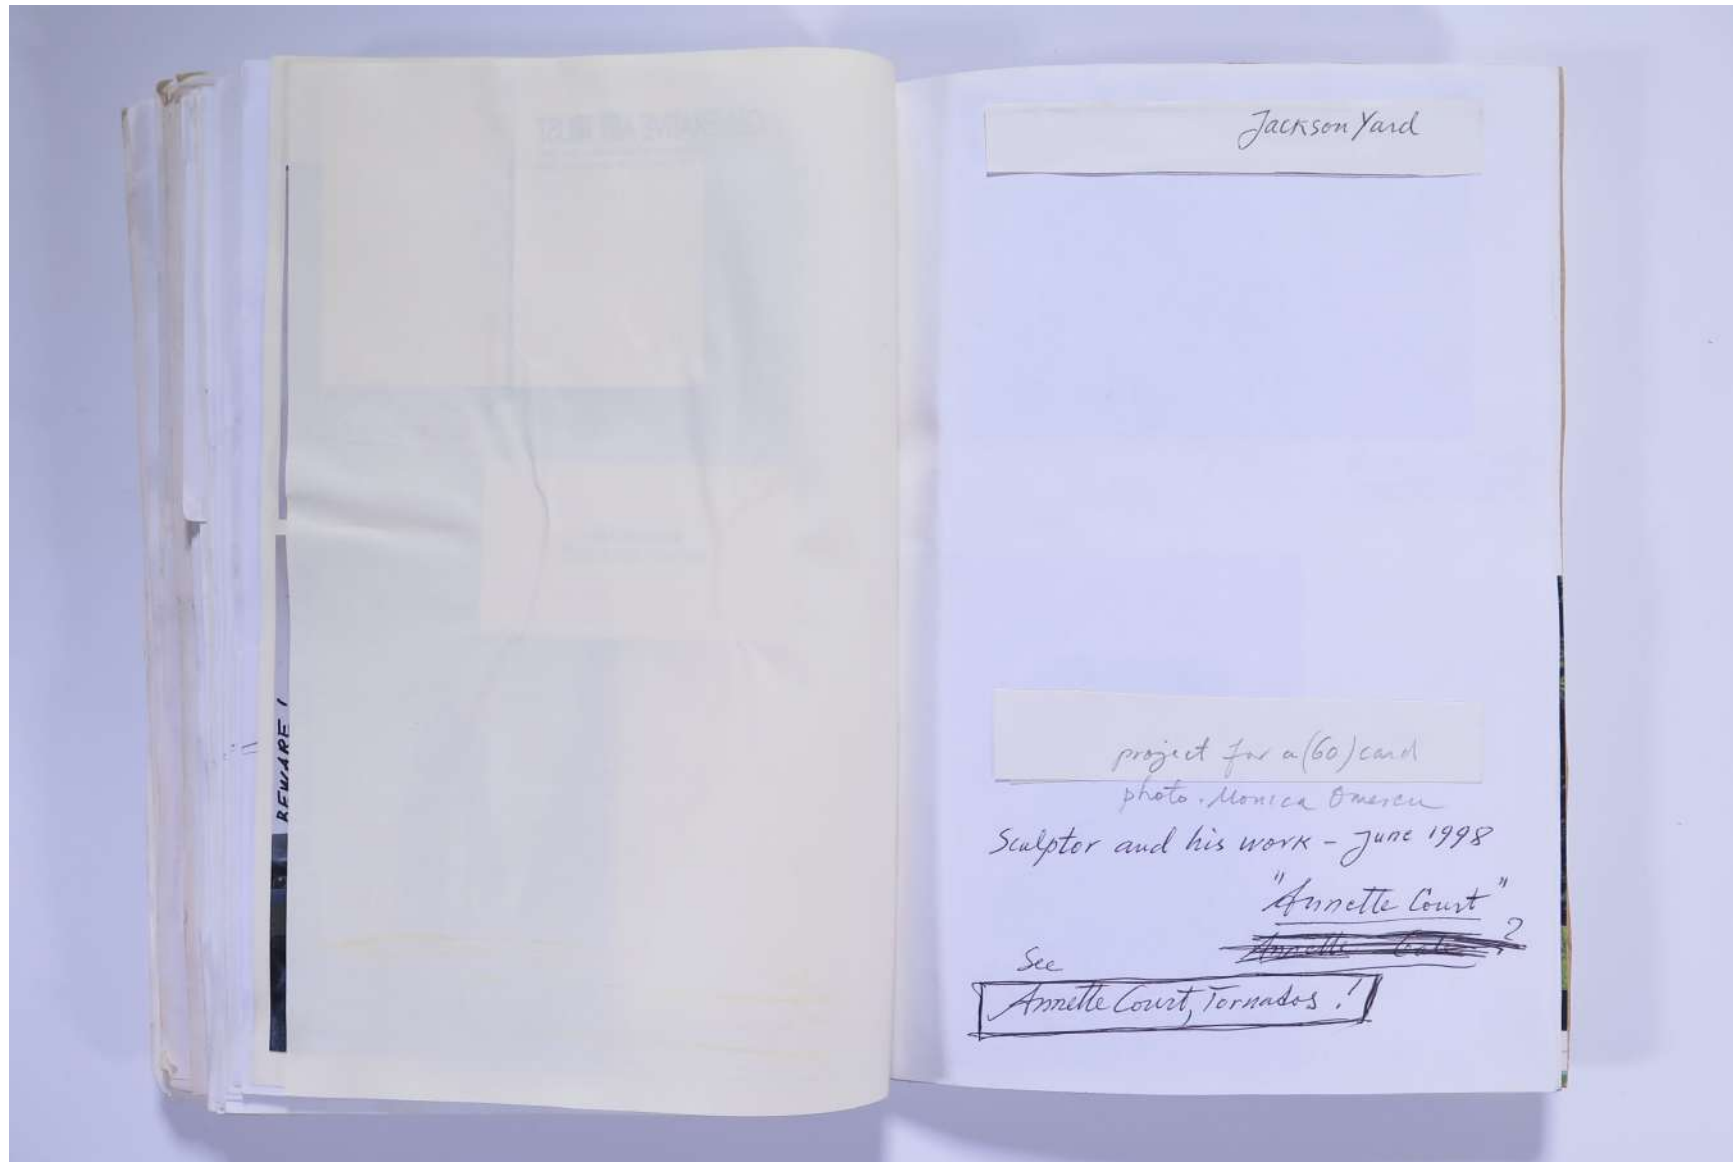 BEWARE!
Jackson Yard
project for a (Go) card
photo. Monica Omescu
Sculptor and his work - June 1998
"Annette Court"
?
See
Annette Court, Tornados!